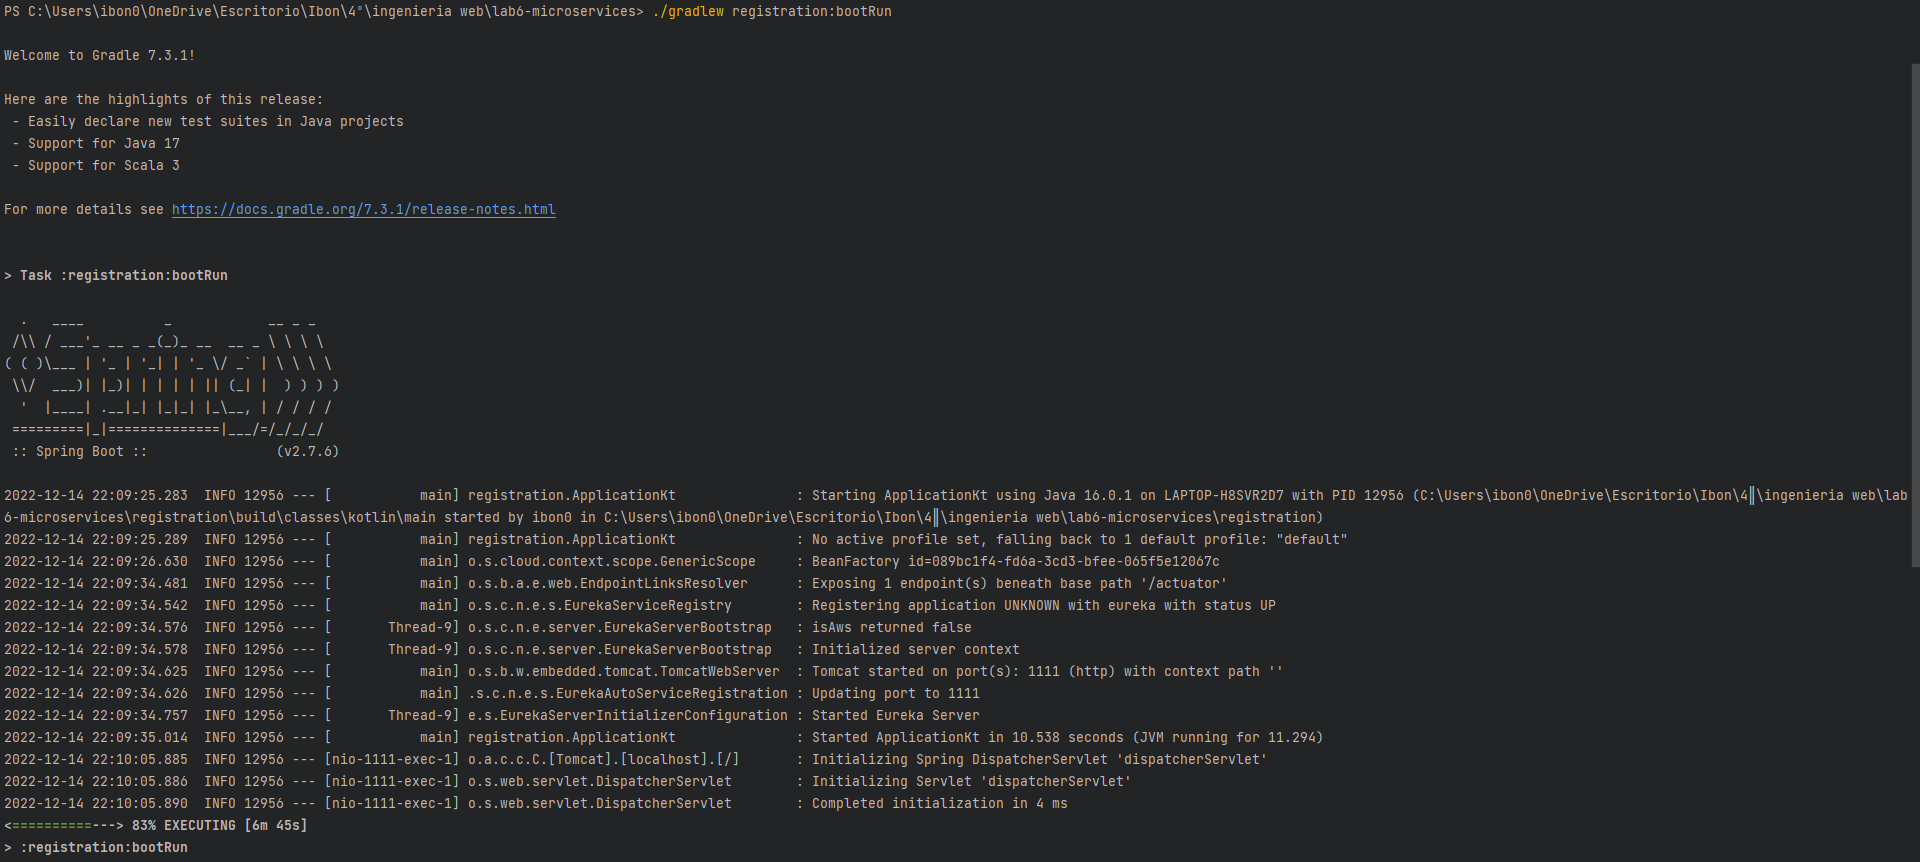 PS C:\Users\ibon0\OneDrive\Escritorio\Ibon\4º\ingenieria web\lab6-microservices> ./gradlew registration:bootRun

Welcome to Gradle 7.3.1!

Here are the highlights of this release:
 - Easily declare new test suites in Java projects
 - Support for Java 17
 - Support for Scala 3

For more details see https://docs.gradle.org/7.3.1/release-notes.html

> Task :registration:bootRun

  .   ____          _            __ _ _
 /\\ / ___'_ __ _ _(_)_ __  __ _ \ \ \ \
( ( )\___ | '_ | '_| | '_ \/ _` | \ \ \ \
 \\/  ___)| |_)| | | | | || (_| |  ) ) ) )
  '  |____| .__|_| |_|_| |_\__, | / / / /
 =========|_|==============|___/=/_/_/_/
 :: Spring Boot ::                (v2.7.6)

2022-12-14 22:09:25.283  INFO 12956 --- [           main] registration.ApplicationKt               : Starting ApplicationKt using Java 16.0.1 on LAPTOP-H8SVR2D7 with PID 12956 (C:\Users\ibon0\OneDrive\Escritorio\Ibon\4║\ingenieria web\lab
6-microservices\registration\build\classes\kotlin\main started by ibon0 in C:\Users\ibon0\OneDrive\Escritorio\Ibon\4║\ingenieria web\lab6-microservices\registration)
2022-12-14 22:09:25.289  INFO 12956 --- [           main] registration.ApplicationKt               : No active profile set, falling back to 1 default profile: "default"
2022-12-14 22:09:26.630  INFO 12956 --- [           main] o.s.cloud.context.scope.GenericScope     : BeanFactory id=089bc1f4-fd6a-3cd3-bfee-065f5e12067c
2022-12-14 22:09:34.481  INFO 12956 --- [           main] o.s.b.a.e.web.EndpointLinksResolver      : Exposing 1 endpoint(s) beneath base path '/actuator'
2022-12-14 22:09:34.542  INFO 12956 --- [           main] o.s.c.n.e.s.EurekaServiceRegistry        : Registering application UNKNOWN with eureka with status UP
2022-12-14 22:09:34.576  INFO 12956 --- [       Thread-9] o.s.c.n.e.server.EurekaServerBootstrap   : isAws returned false
2022-12-14 22:09:34.578  INFO 12956 --- [       Thread-9] o.s.c.n.e.server.EurekaServerBootstrap   : Initialized server context
2022-12-14 22:09:34.625  INFO 12956 --- [           main] o.s.b.w.embedded.tomcat.TomcatWebServer  : Tomcat started on port(s): 1111 (http) with context path ''
2022-12-14 22:09:34.626  INFO 12956 --- [           main] .s.c.n.e.s.EurekaAutoServiceRegistration : Updating port to 1111
2022-12-14 22:09:34.757  INFO 12956 --- [       Thread-9] e.s.EurekaServerInitializerConfiguration : Started Eureka Server
2022-12-14 22:09:35.014  INFO 12956 --- [           main] registration.ApplicationKt               : Started ApplicationKt in 10.538 seconds (JVM running for 11.294)
2022-12-14 22:10:05.885  INFO 12956 --- [nio-1111-exec-1] o.a.c.c.C.[Tomcat].[localhost].[/]       : Initializing Spring DispatcherServlet 'dispatcherServlet'
2022-12-14 22:10:05.886  INFO 12956 --- [nio-1111-exec-1] o.s.web.servlet.DispatcherServlet        : Initializing Servlet 'dispatcherServlet'
2022-12-14 22:10:05.890  INFO 12956 --- [nio-1111-exec-1] o.s.web.servlet.DispatcherServlet        : Completed initialization in 4 ms
<==========---> 83% EXECUTING [6m 45s]
> :registration:bootRun